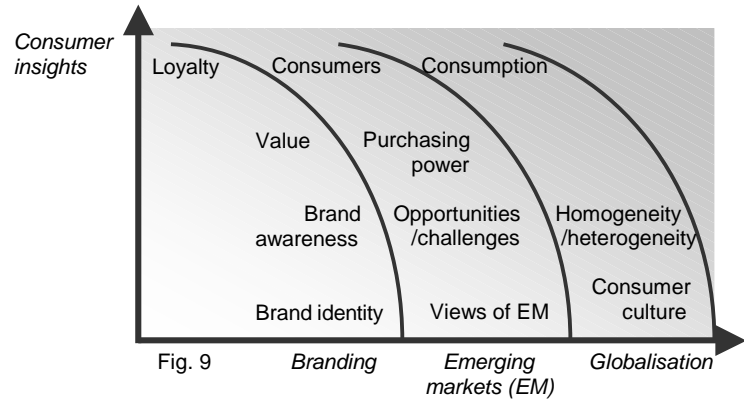 Consumer
insights
Loyalty
Consumers
Consumption
Value
Purchasing
power
Brand
awareness
Opportunities
/challenges
Homogeneity
/heterogeneity
Brand identity
Views of EM
Consumer
culture
Fig. 9
Branding
Emerging
markets (EM)
Globalisation